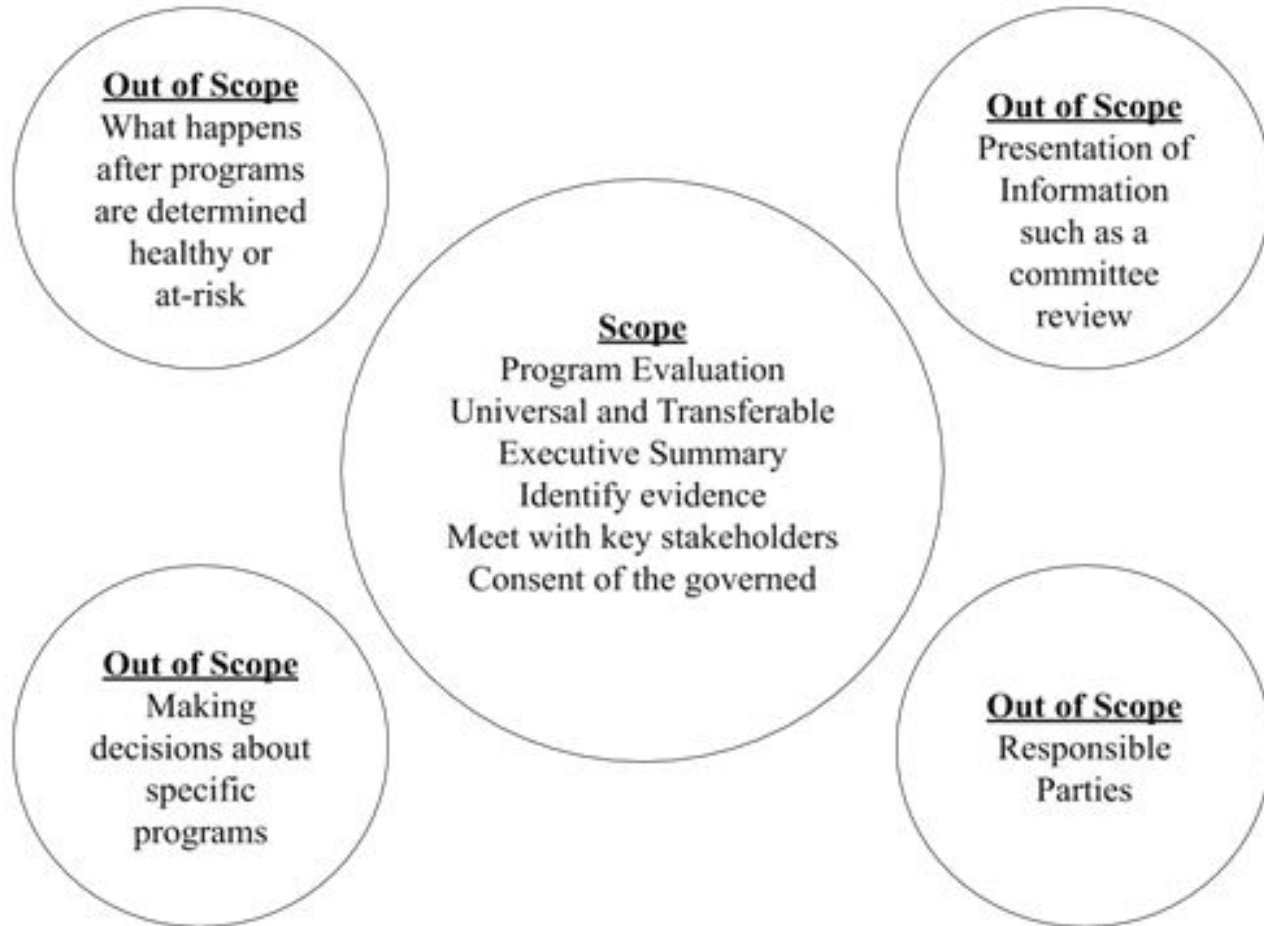 Out of Scope
What happens
after programs
are determined
healthy or
at-risk
Out of Scope
Presentation of
Information
such as a
committee
review
Scope
Program Evaluation
Universal and Transferable
Executive Summary
Identify evidence
Meet with key stakeholders
Consent of the governed
Out of Scope
Making
decisions about
specific
programs
Out of Scope
Responsible
Parties